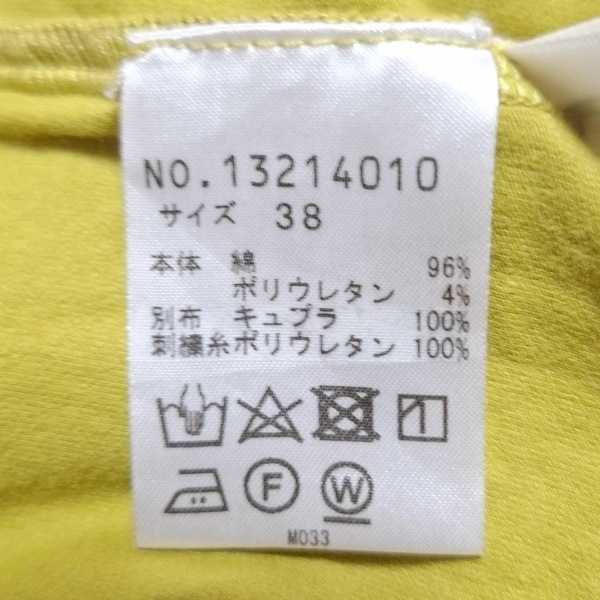 NO.13214010
サイズ 38
本体 綿 96%
ポリウレタン 4%
別布 キュプラ 100%
刺繍糸ポリウレタン 100%
F W
M033